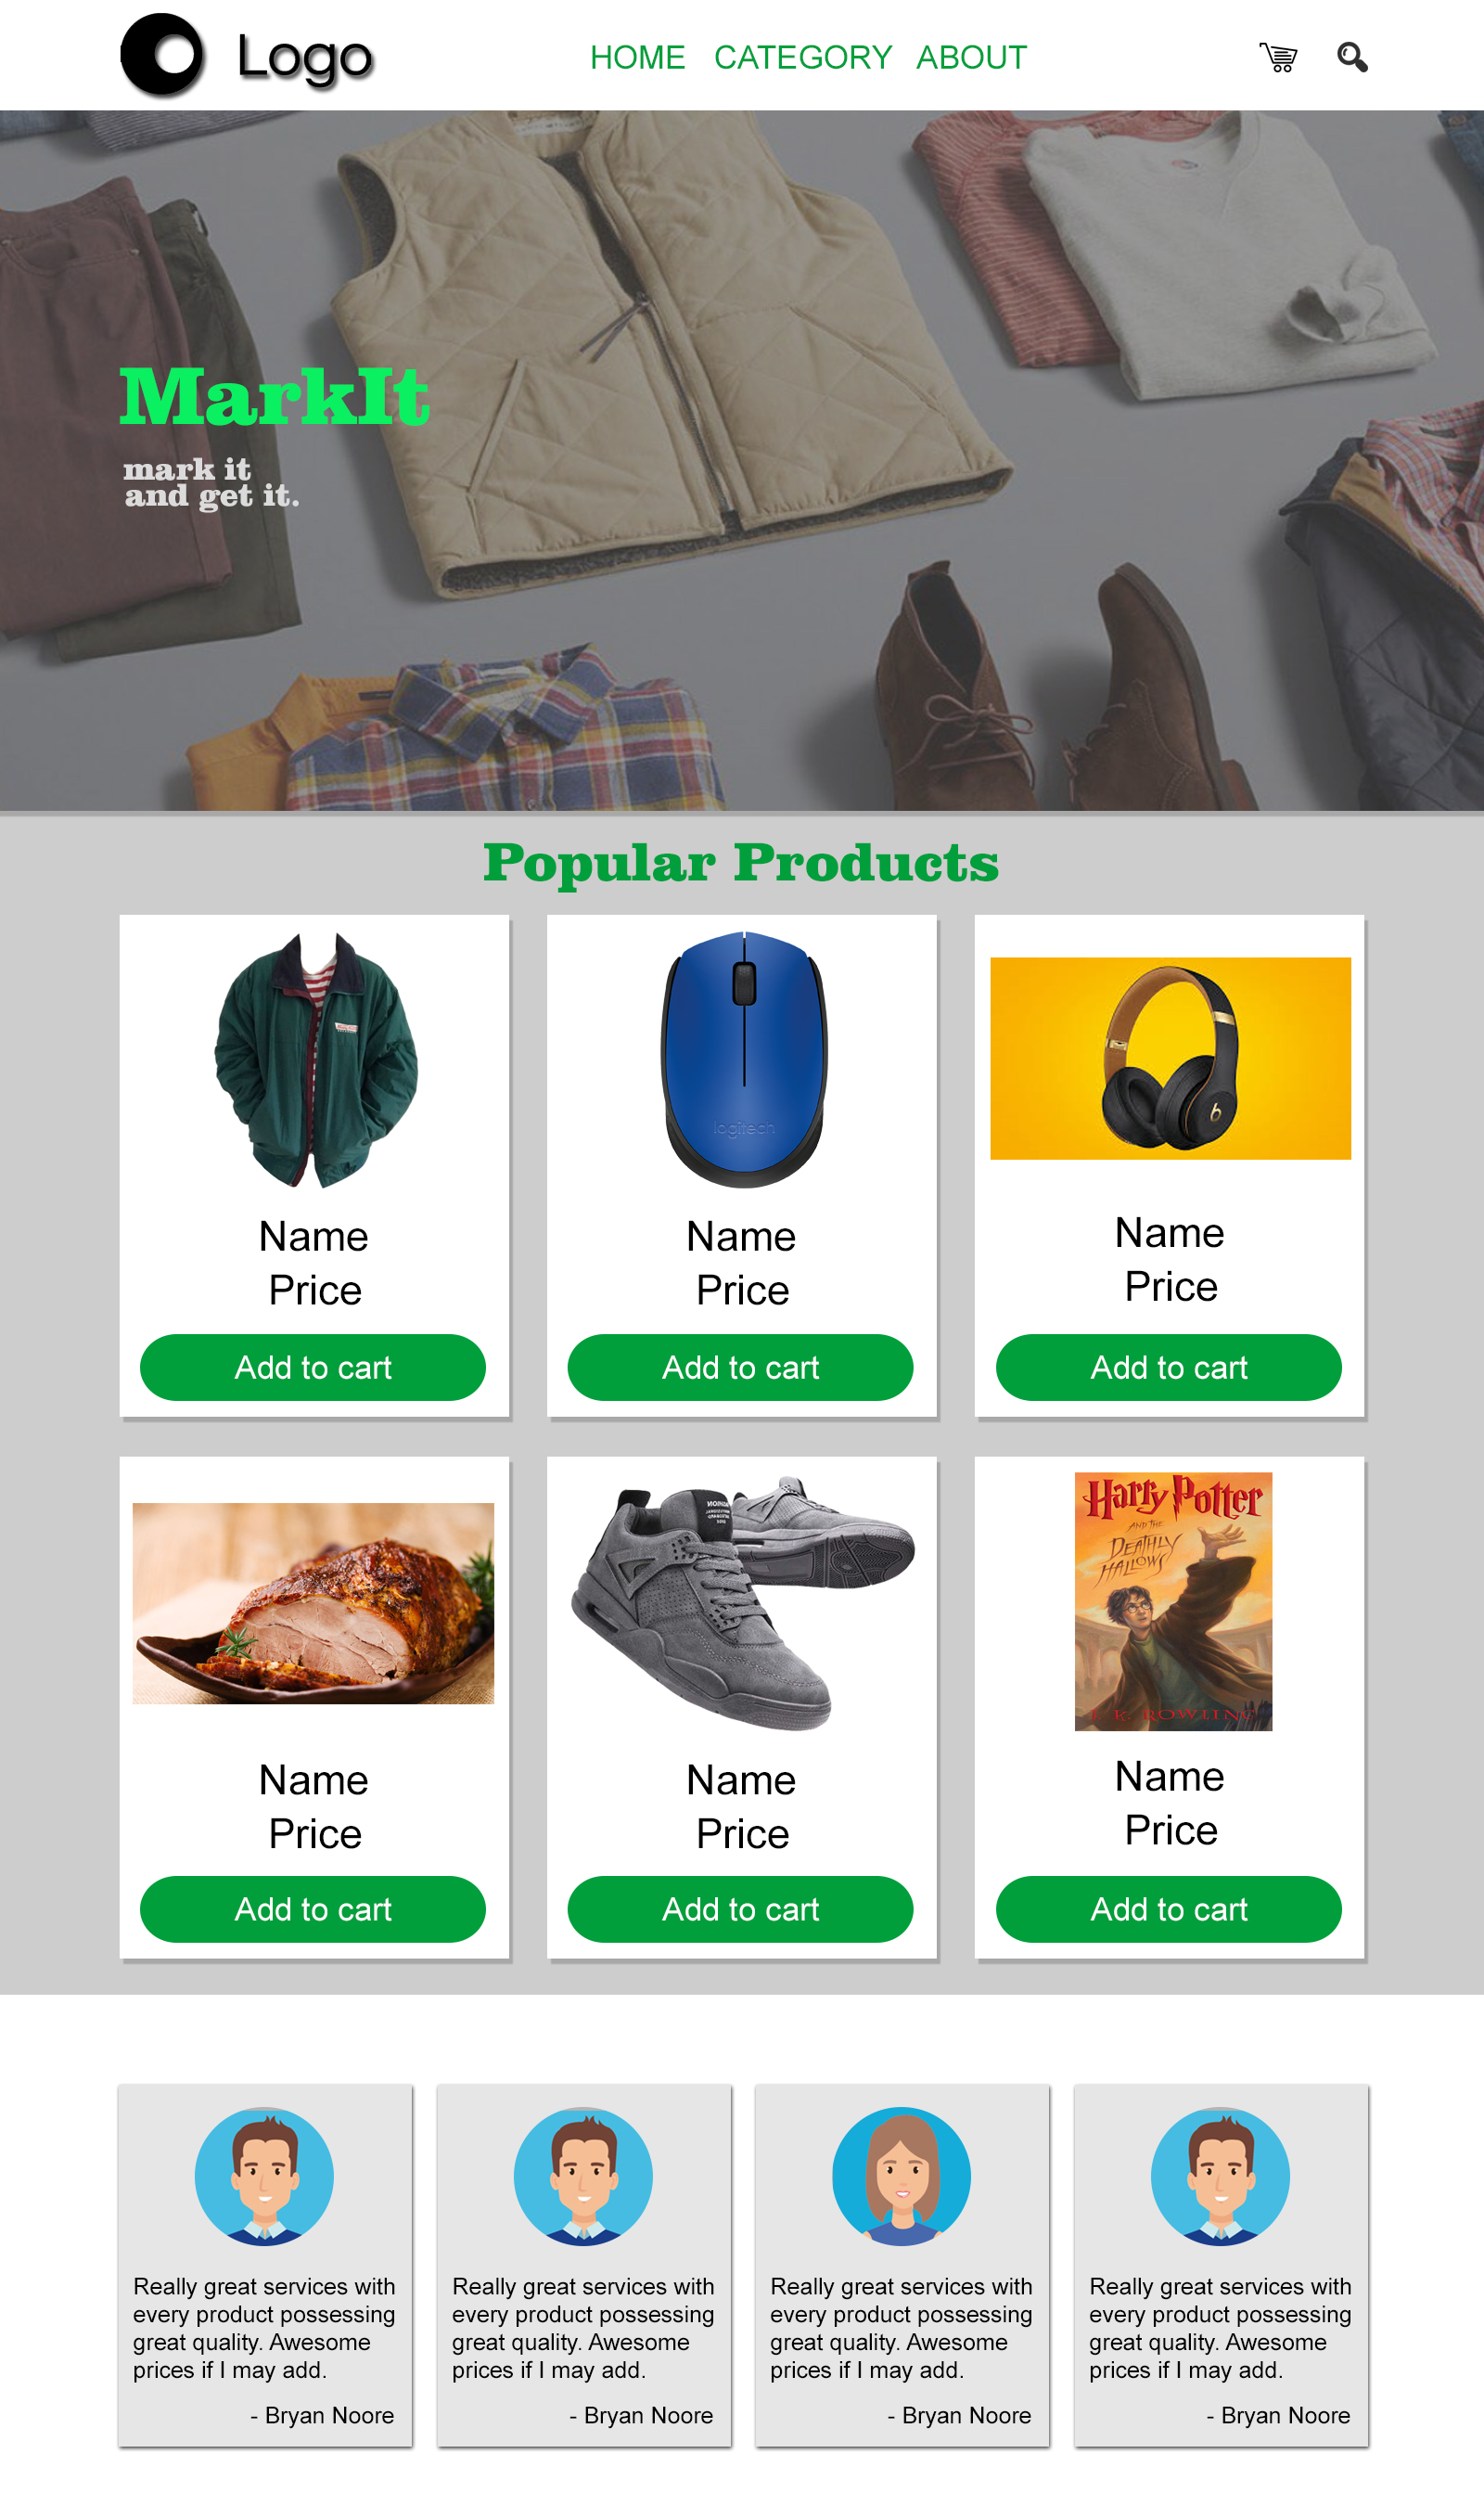 Logo
HOME CATEGORY ABOUT
MarkIt
mark it
and get it.
Popular Products
logitech
Name
Price
Add to cart
Name
Price
Add to cart
Name
Price
Add to cart
Harry Potter
AND THE
DEATHLY
HALLOWS
J. K. ROWLING
Name
Price
Add to cart
Name
Price
Add to cart
Name
Price
Add to cart
Really great services with
every product possessing
great quality. Awesome
prices if I may add.
- Bryan Noore
Really great services with
every product possessing
great quality. Awesome
prices if I may add.
- Bryan Noore
Really great services with
every product possessing
great quality. Awesome
prices if I may add.
- Bryan Noore
Really great services with
every product possessing
great quality. Awesome
prices if I may add.
- Bryan Noore